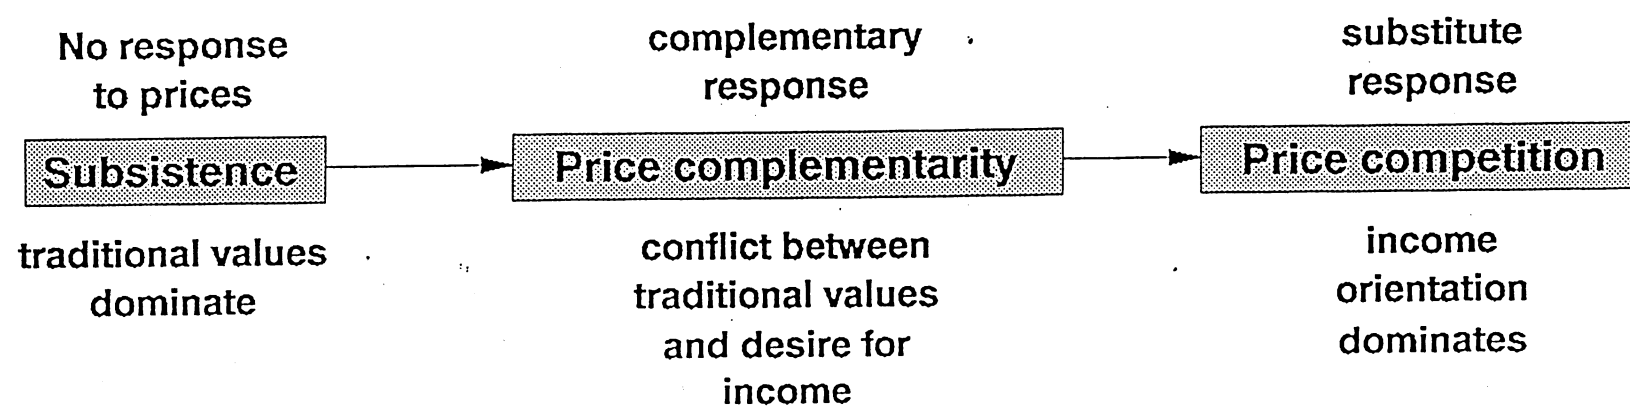 No response
to prices
Subsistence
traditional values
dominate
complementary
response
Price complementarity
conflict between
traditional values
and desire for
income
substitute
response
Price competition
income
orientation
dominates